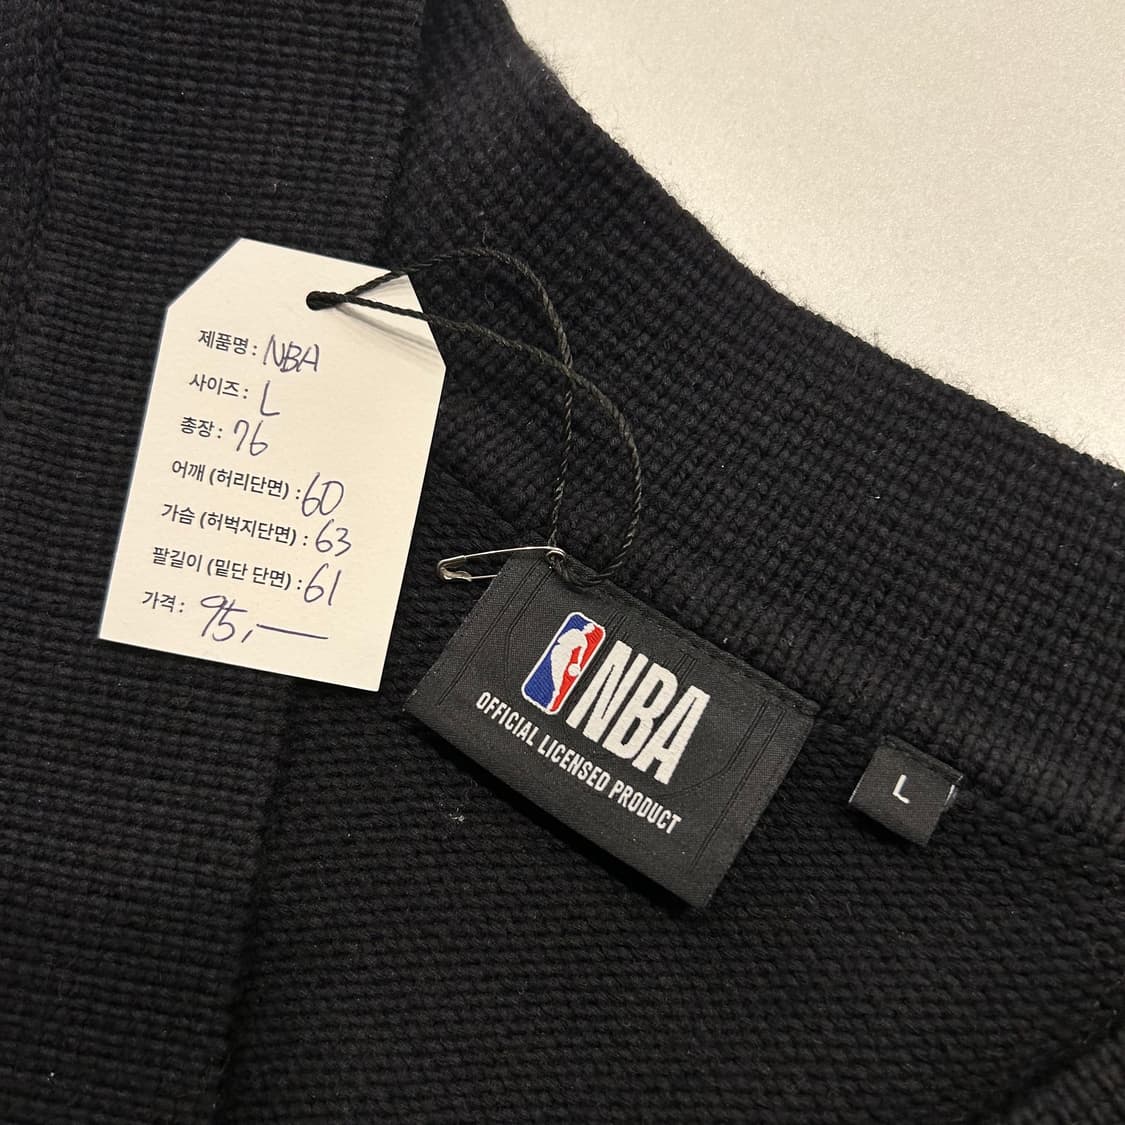 제품명 : NBA
사이즈 : L
총장 : 76
어깨 (허리단면) : 60
가슴 (허벅지단면) : 63
팔길이 (밑단 단면) : 61
가격 : 95,—
NBA
OFFICIAL LICENSED PRODUCT
L